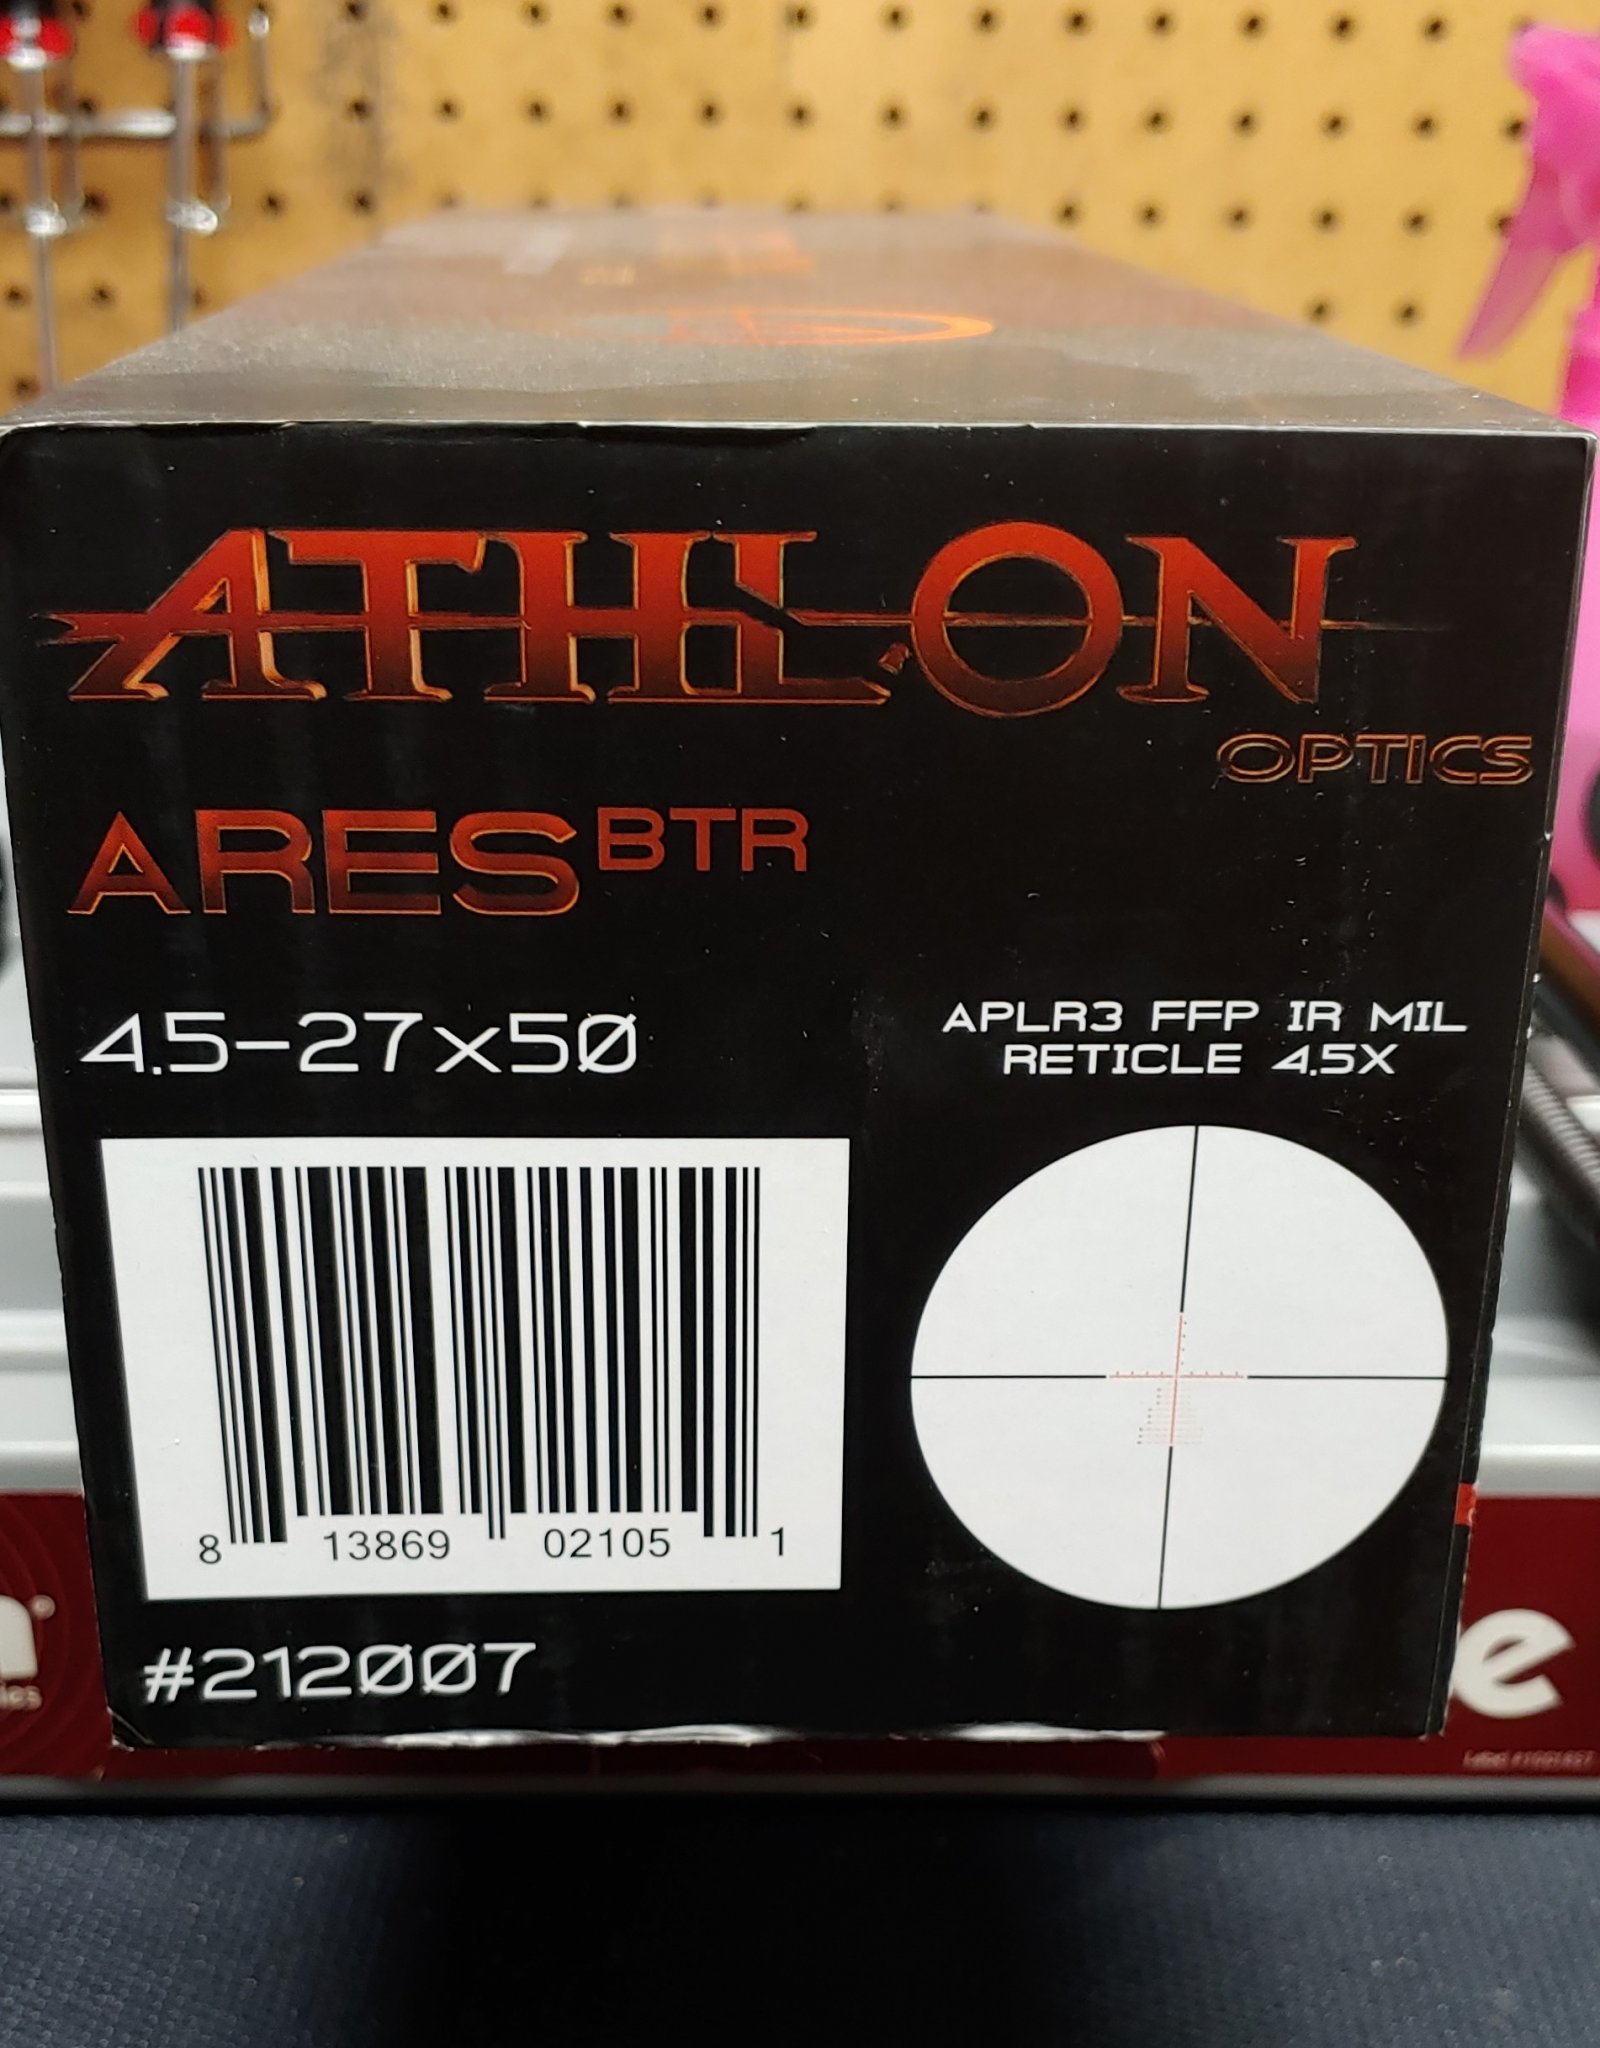 ATHLON
OPTICS
ARES BTR
4.5-27x50
APLR3 FFP IR MIL
RETICLE 4.5X
8 13869 02105 1
#212007
e